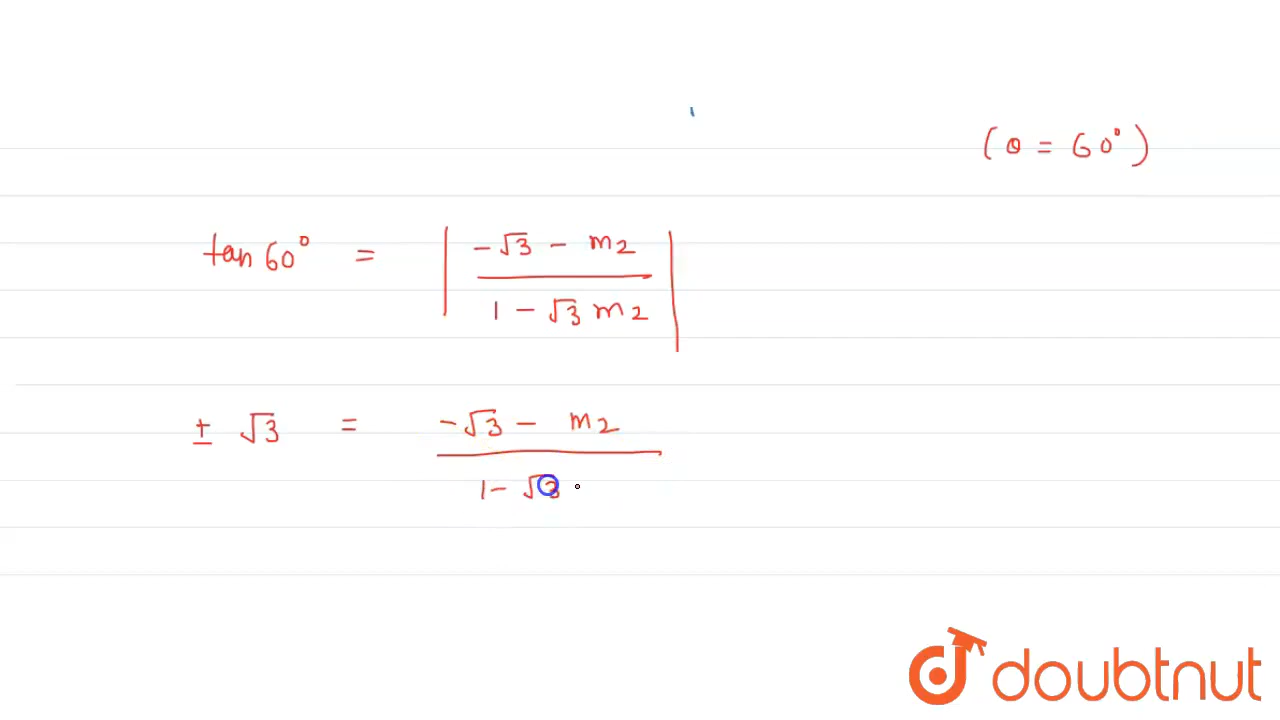 (θ = 60°)
tan 60° = | -√3 - m2 / 1 - √3 m2 |
± √3 = -√3 - m2 / 1 - √3
doubtnut